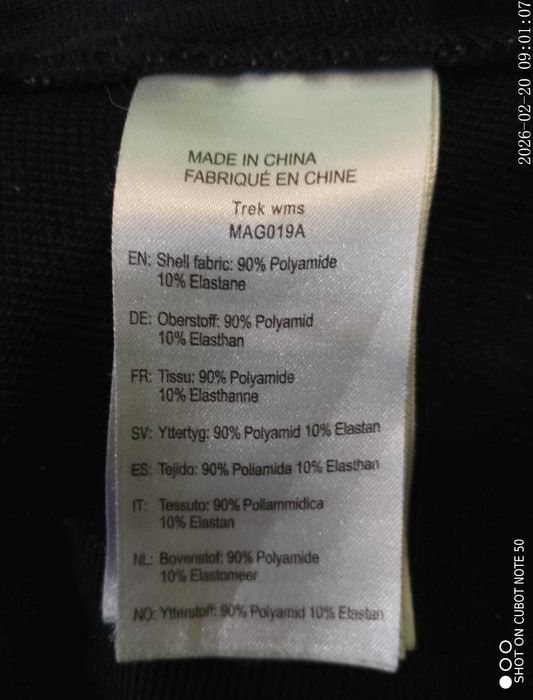 MADE IN CHINA
FABRIQUÉ EN CHINE
Trek wms
MAG019A
EN: Shell fabric: 90% Polyamide
10% Elastane
DE: Oberstoff: 90% Polyamid
10% Elasthan
FR: Tissu: 90% Polyamide
10% Elasthanne
SV: Yttertyg: 90% Polyamid 10% Elastan
ES: Tejido: 90% Poliamida 10% Elasthan
IT: Tessuto: 90% Poliammidica
10% Elastan
NL: Bovenstof: 90% Polyamide
10% Elastomeer
NO: Ytterstoff: 90% Polyamid 10% Elastan
2026-02-20 09:01:07
SHOT ON CUBOT NOTE 50